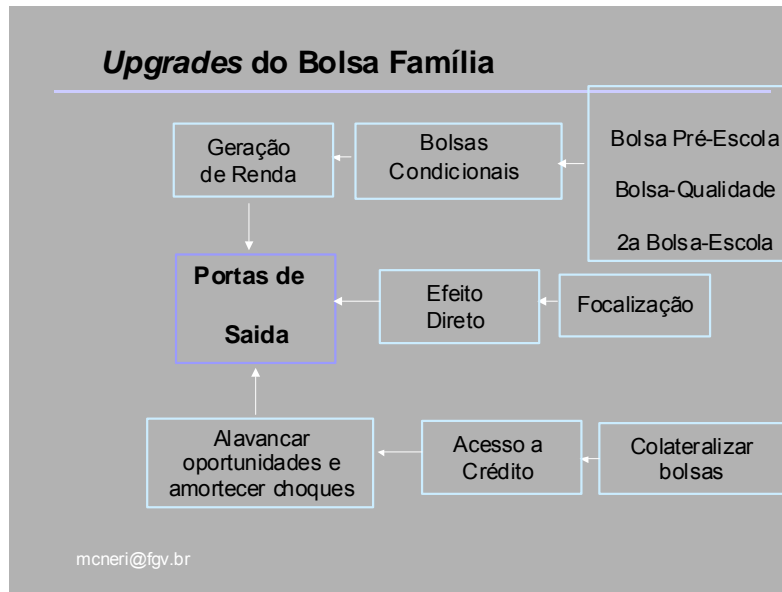 Upgrades do Bolsa Família
Geração
de Renda
Bolsas
Condicionais
Bolsa Pré-Escola
Bolsa-Qualidade
2a Bolsa-Escola
Portas de
Saida
Efeito
Direto
Focalização
Alavancar
oportunidades e
amortecer choques
Acesso a
Crédito
Colateralizar
bolsas
mcneri@fgv.br